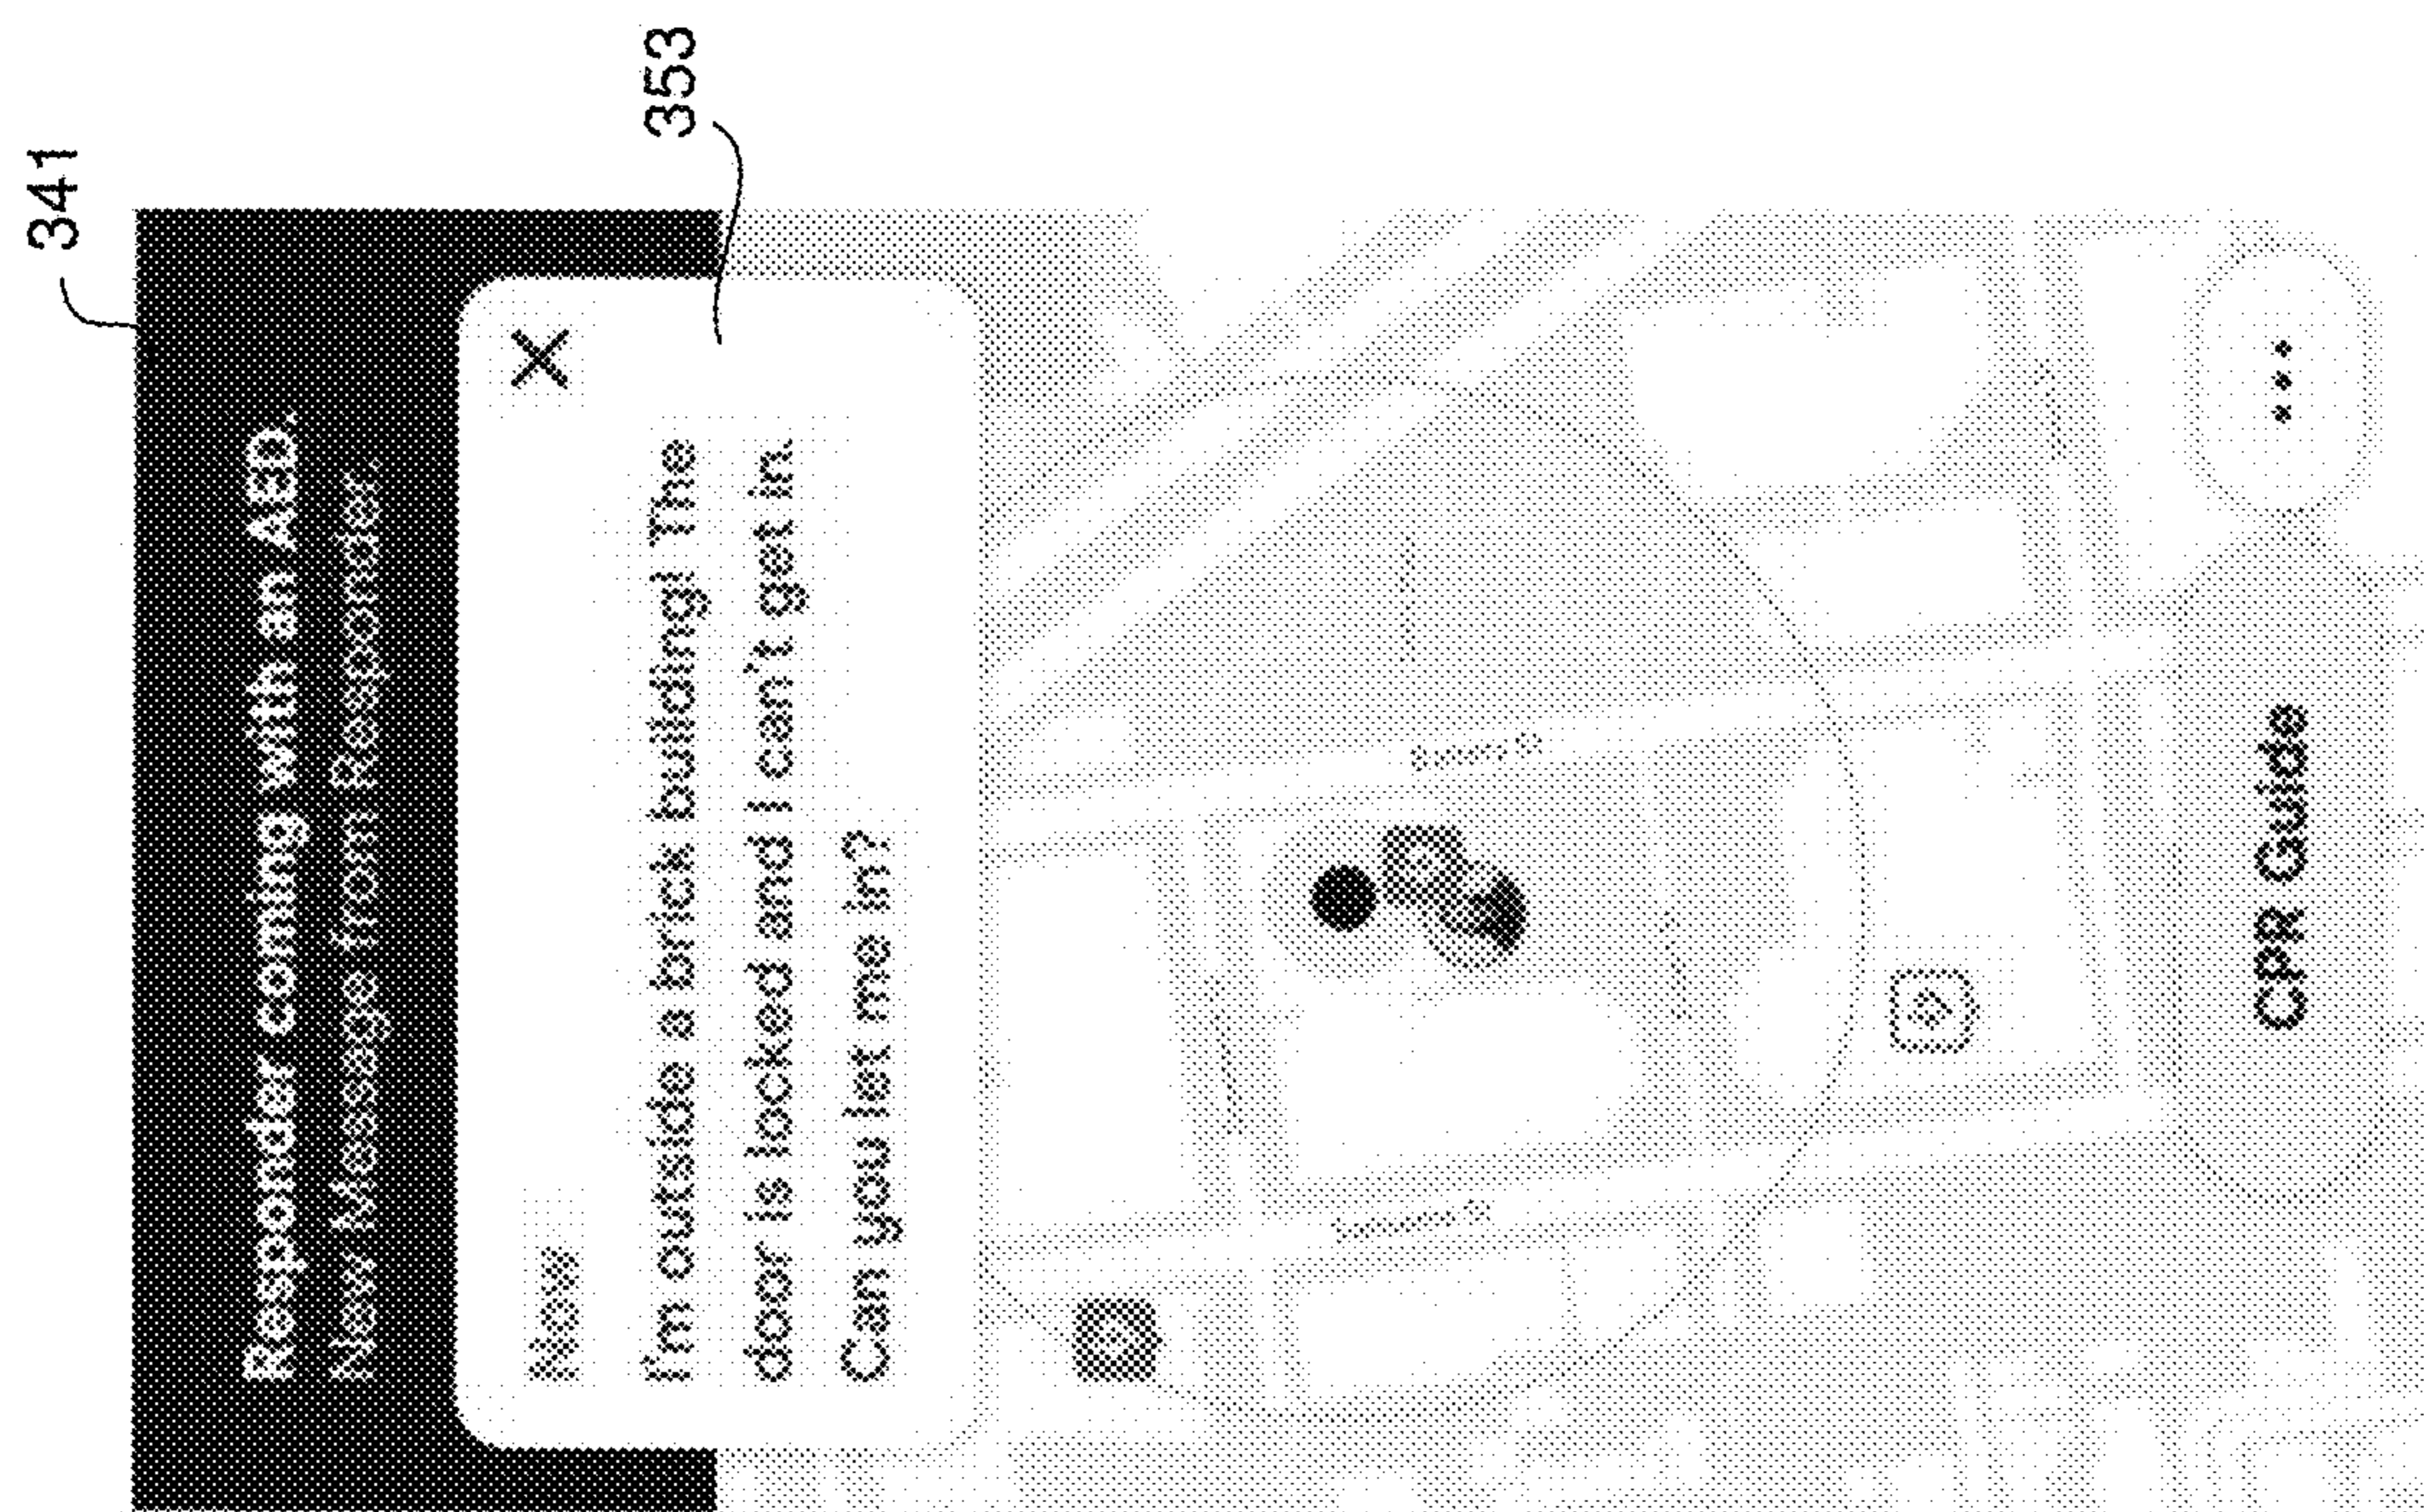 341
Responder coming with an AED.
New Message from Responder.
353
Now
I'm outside a brick building! The
door is locked and I can't get in.
Can you let me in?
CPR Guide